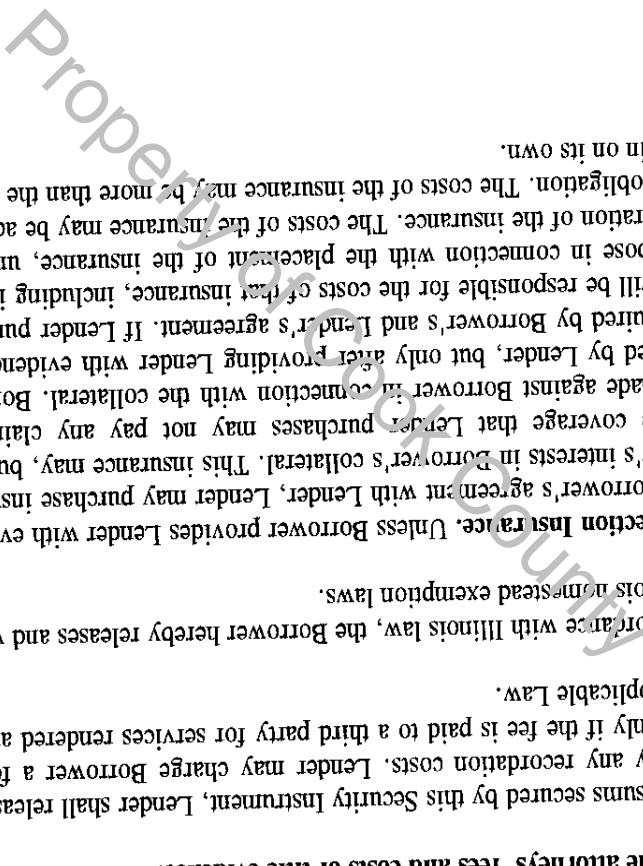 attorneys' fees and costs of title
sums secured by this Security Instrument, Lender shall releas
y any recordation costs. Lender may charge Borrower a f
nly if the fee is paid to a third party for services rendered a
pplicable Law.
ordance with Illinois law, the Borrower hereby releases and
ois homestead exemption laws.
ection Insurance. Unless Borrower provides Lender with ev
orrower's agreement with Lender, Lender may purchase ins
's interests in Borrower's collateral. This insurance may, bu
e coverage that Lender purchases may not pay any clai
ade against Borrower in connection with the collateral. Bo
ed by Lender, but only after providing Lender with evidenc
uired by Borrower's and Lender's agreement. If Lender pur
ill be responsible for the costs of that insurance, including i
pose in connection with the placement of the insurance, un
ration of the insurance. The costs of the insurance may be ad
obligation. The costs of the insurance may be more than the
in on its own.
Property of Cook County